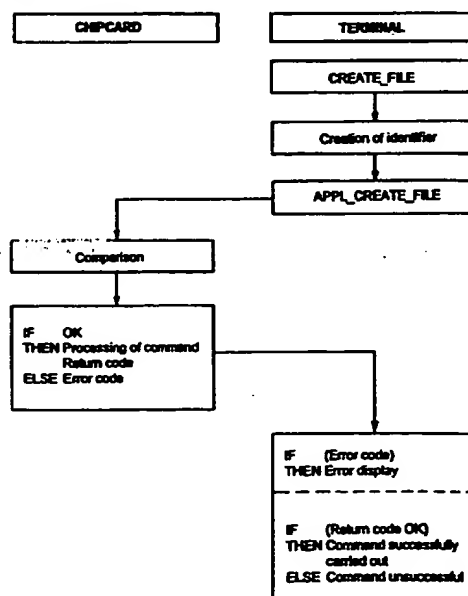 CHIPCARD
TERMINAL
CREATE_FILE
Creation of identifier
APPL_CREATE_FILE
Comparison
IF OK
THEN Processing of command
Return code
ELSE Error code
IF (Error code)
THEN Error display
IF (Return code OK)
THEN Command successfully
carried out
ELSE Command unsuccessful